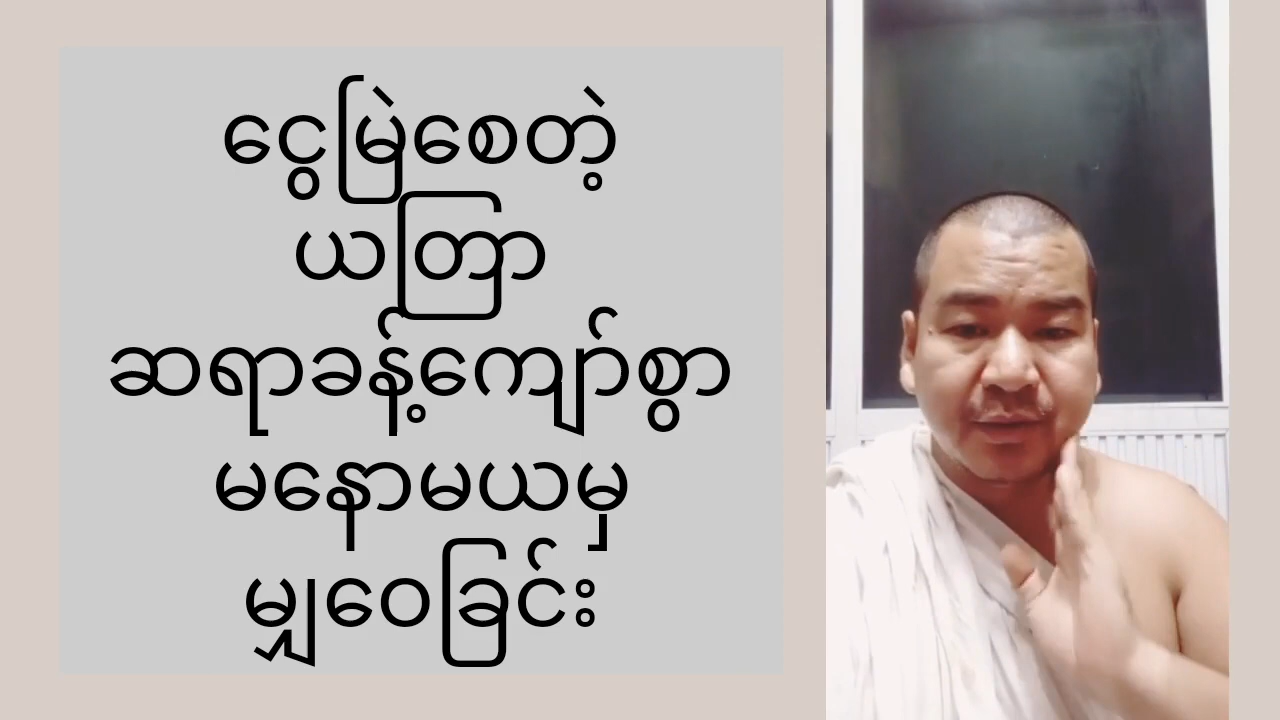 ငွေမြဲစေတဲ့
ယတြာ
ဆရာခန့်ကျော်စွာ
မနောမယမှ
မျှဝေခြင်း